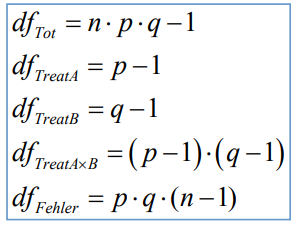 df_Tot = n · p · q − 1
df_TreatA = p − 1
df_TreatB = q − 1
df_TreatA×B = (p − 1) · (q − 1)
df_Fehler = p · q · (n − 1)